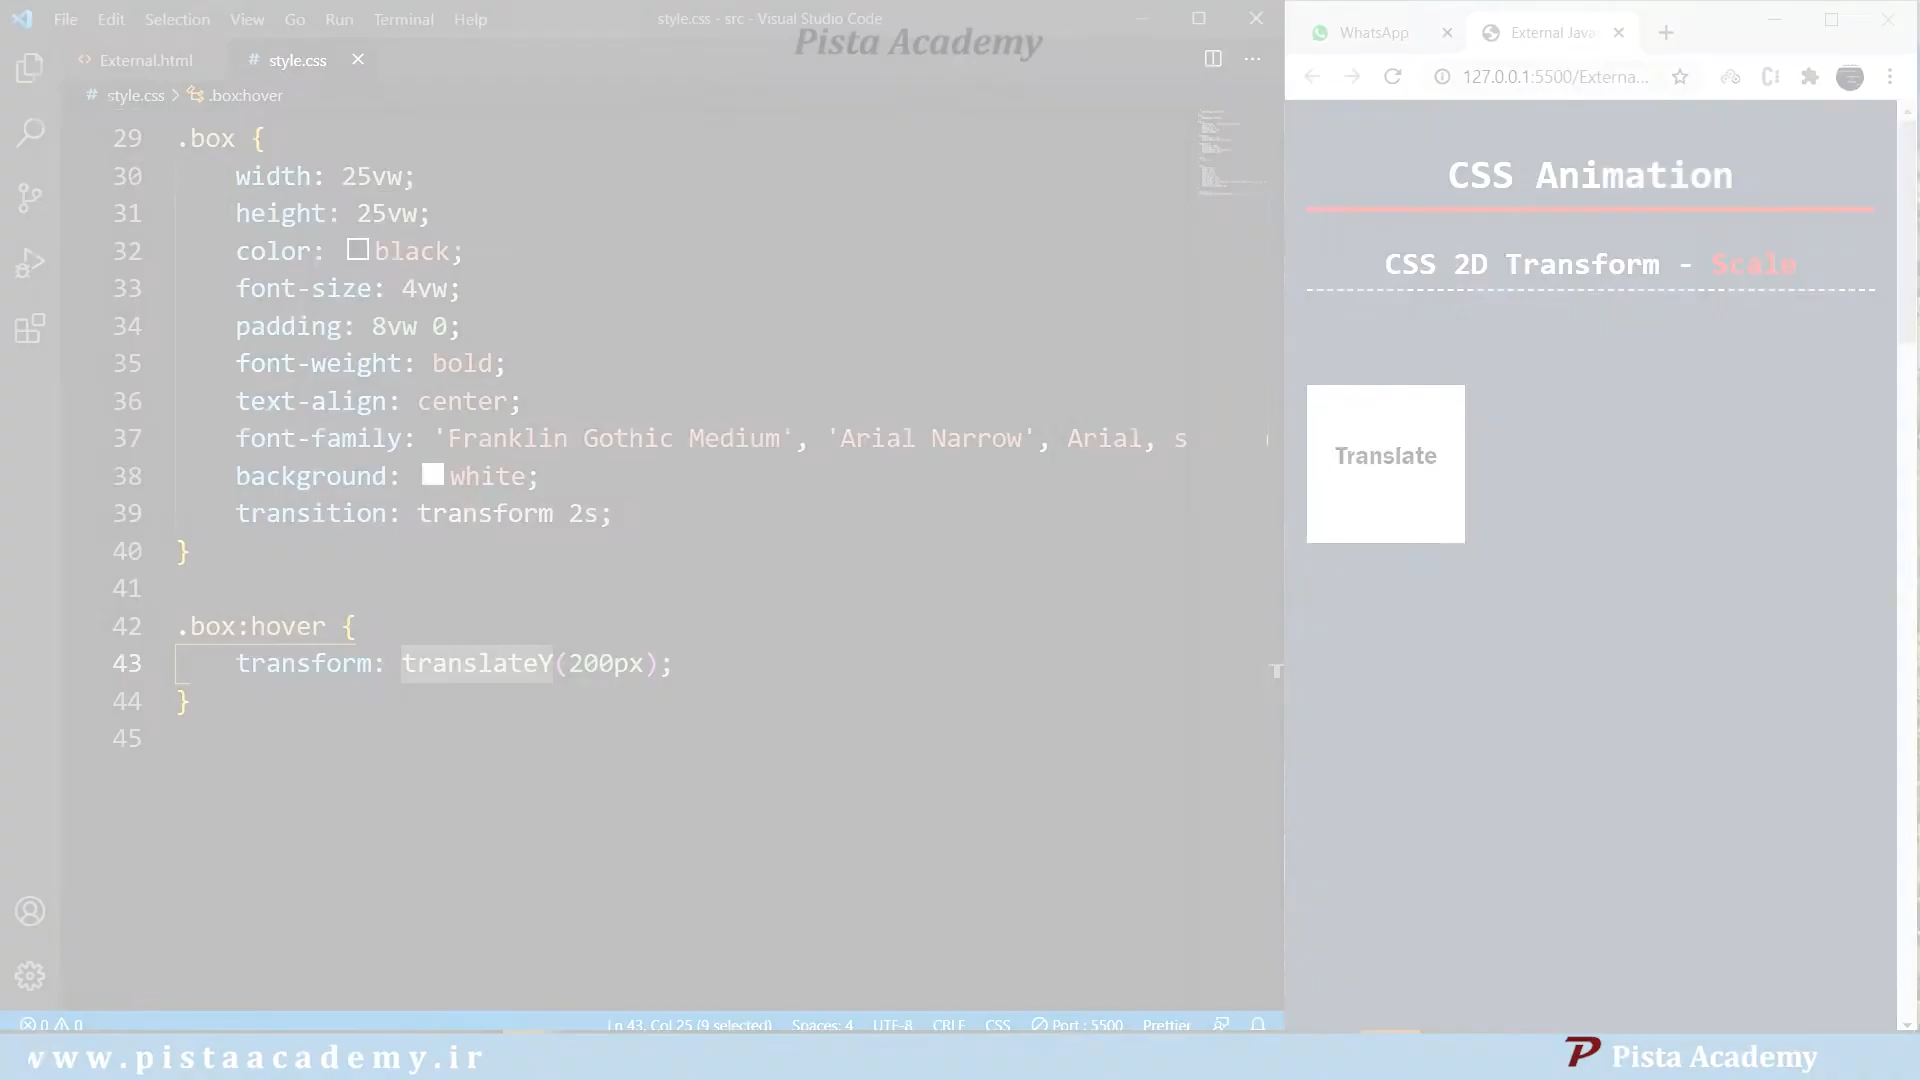 File Edit Selection View Go Run Terminal Help
style.css - src - Visual Studio Code
Pista Academy
External.html
# style.css
# style.css > .box:hover
29 .box {
30 width: 25vw;
31 height: 25vw;
32 color: black;
33 font-size: 4vw;
34 padding: 8vw 0;
35 font-weight: bold;
36 text-align: center;
37 font-family: 'Franklin Gothic Medium', 'Arial Narrow', Arial, s
38 background: white;
39 transition: transform 2s;
40 }
41
42 .box:hover {
43 transform: translateY(200px);
44 }
45
0 0
Ln 43, Col 25 (9 selected) Spaces: 4 UTF-8 CRLF CSS Port : 5500 Prettier
WhatsApp
External Java
127.0.0.1:5500/Externa...
CSS Animation
CSS 2D Transform - Scale
Translate
www.pistaacademy.ir
Pista Academy